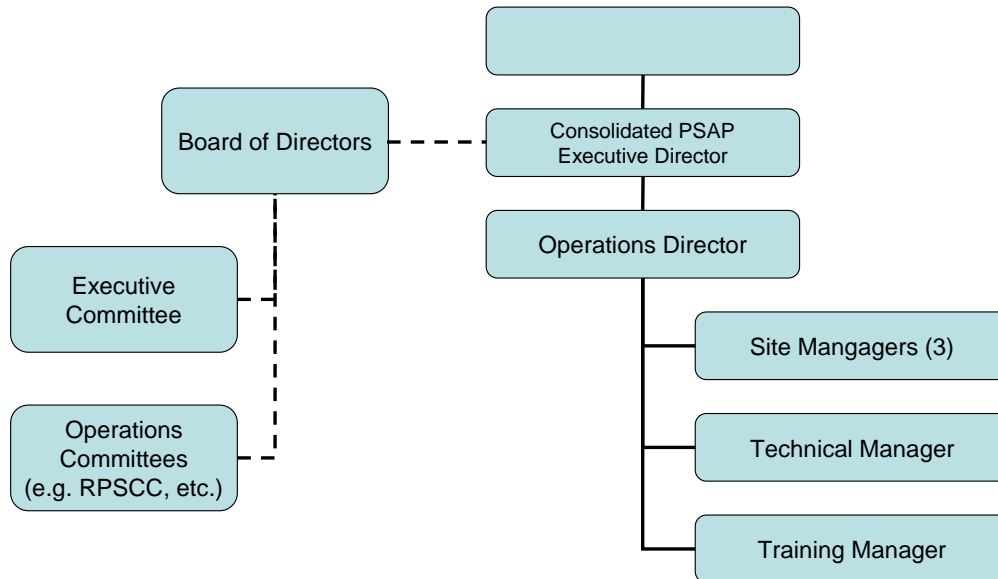 Board of Directors
Consolidated PSAP
Executive Director
Operations Director
Executive
Committee
Operations
Committees
(e.g. RPSCC, etc.)
Site Mangagers (3)
Technical Manager
Training Manager